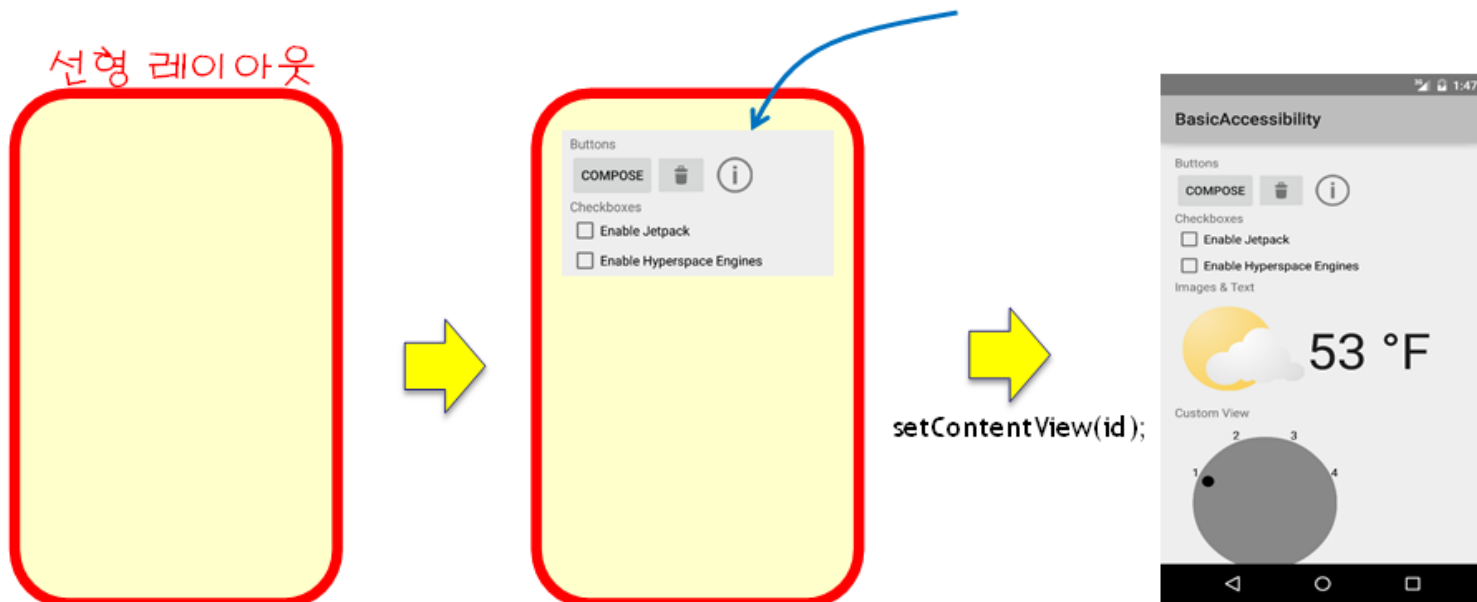 선형 레이아웃
Buttons
COMPOSE
Checkboxes
Enable Jetpack
Enable Hyperspace Engines
setContentView(id);
1:47
BasicAccessibility
Buttons
COMPOSE
Checkboxes
Enable Jetpack
Enable Hyperspace Engines
Images & Text
53 °F
Custom View
2 3
1 4